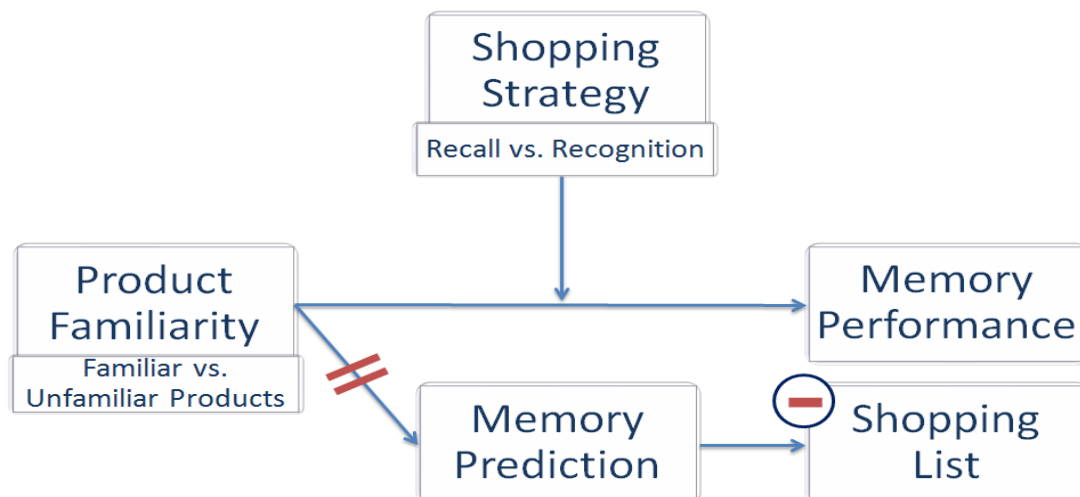 Shopping
Strategy
Recall vs. Recognition
Product
Familiarity
Familiar vs.
Unfamiliar Products
Memory
Performance
Memory
Prediction
Shopping
List